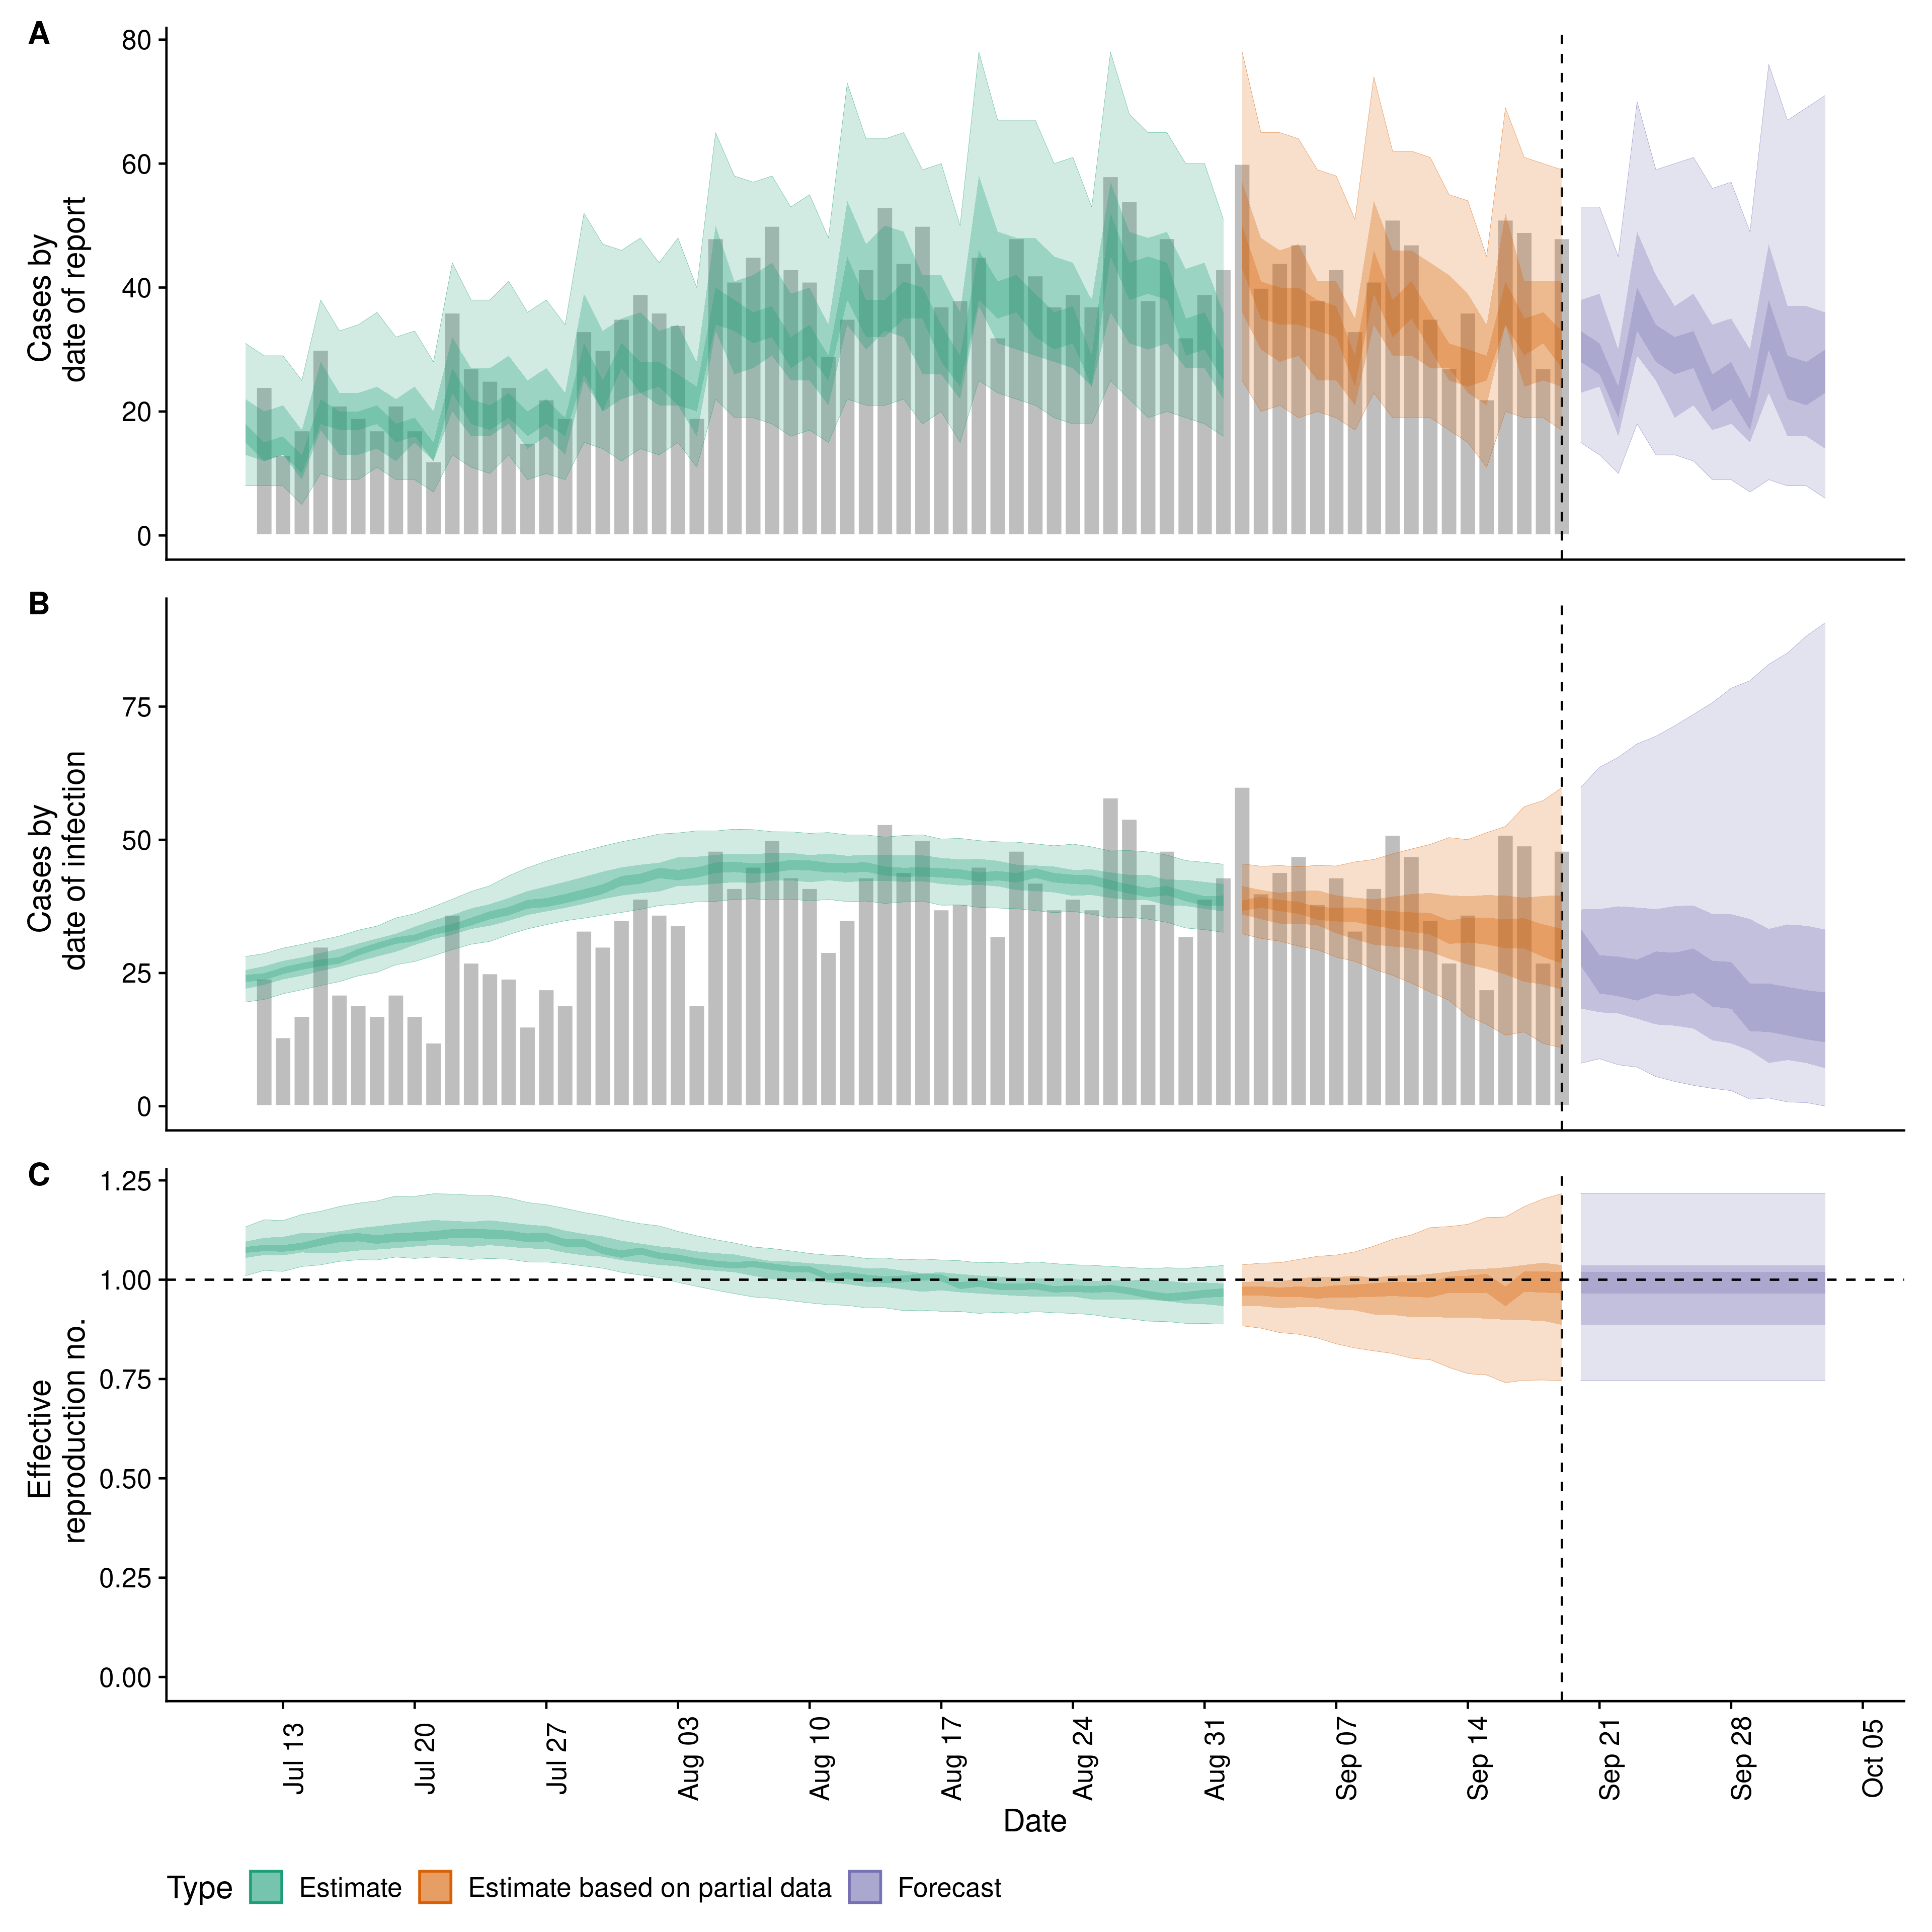 A
80
60
40
20
0
Cases by
date of report
B
75
50
25
0
Cases by
date of infection
C
1.25
1.00
0.75
0.50
0.25
0.00
Effective
reproduction no.
Jul 13
Jul 20
Jul 27
Aug 03
Aug 10
Aug 17
Aug 24
Aug 31
Sep 07
Sep 14
Sep 21
Sep 28
Oct 05
Date
Type Estimate Estimate based on partial data Forecast